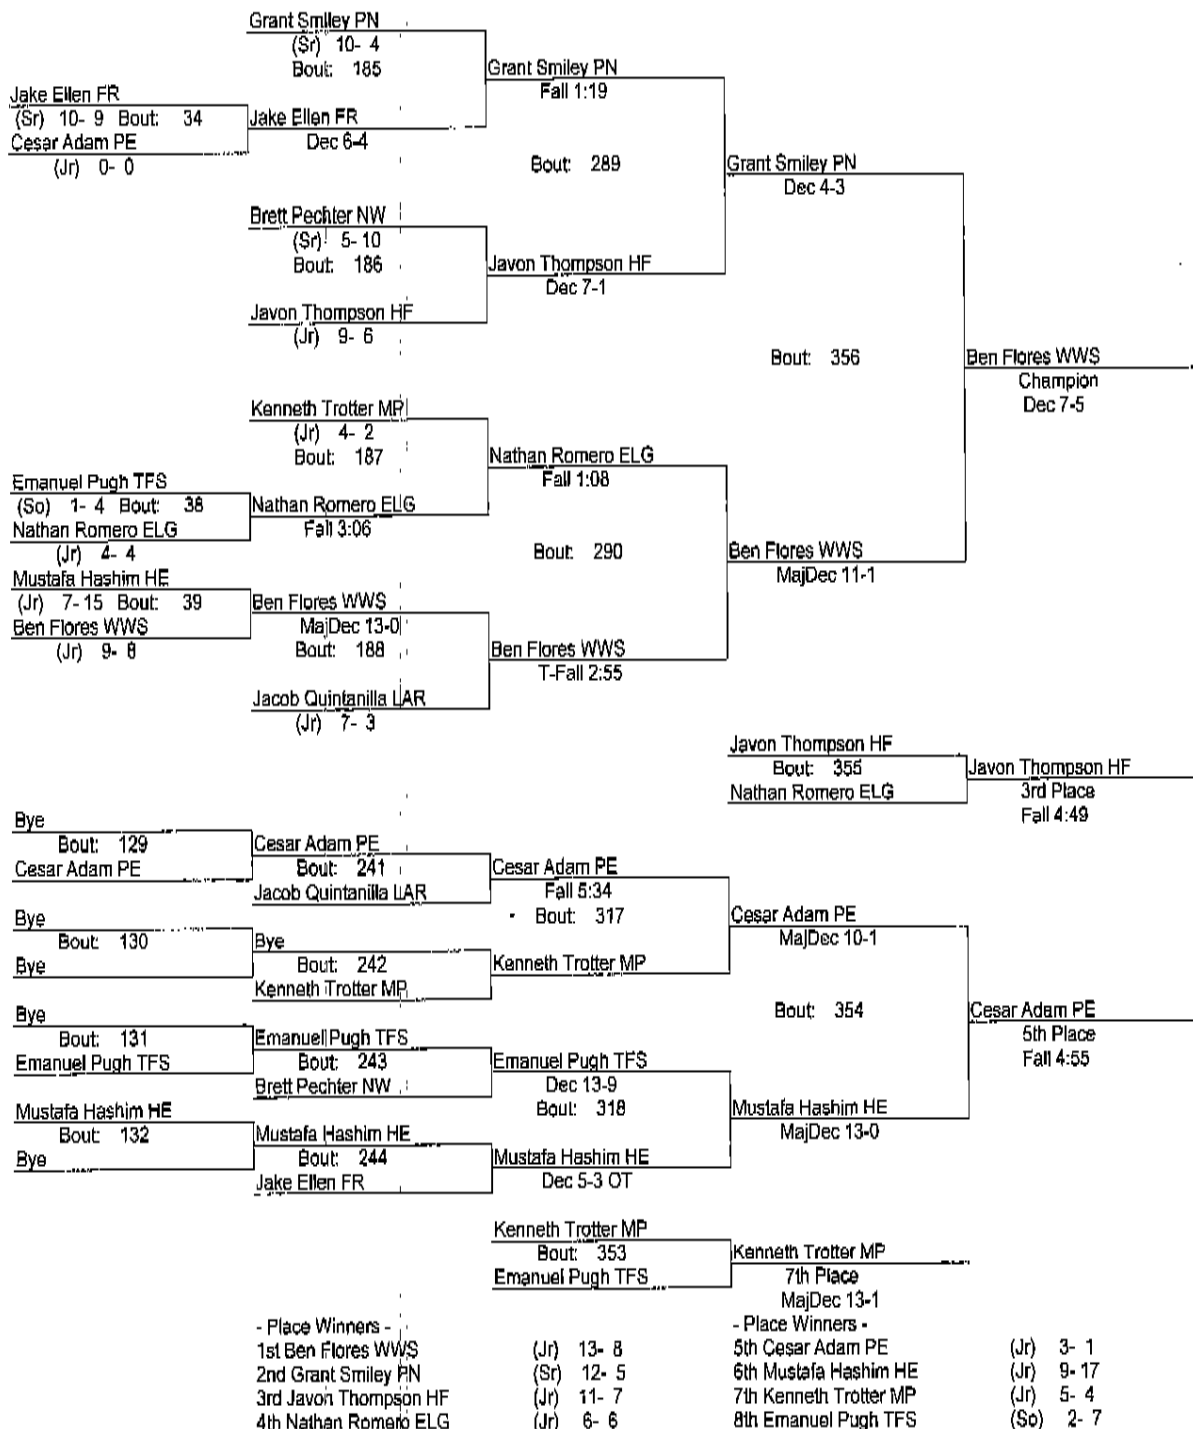 Grant Smiley PN
(Sr) 10- 4
Bout: 185
Grant Smiley PN
Fall 1:19
Jake Ellen FR
(Sr) 10- 9 Bout: 34
Jake Ellen FR
Cesar Adam PE
Dec 6-4
(Jr) 0- 0
Bout: 289
Grant Smiley PN
Dec 4-3
Brett Pechter NW
(Sr) 5- 10
Bout: 186
Javon Thompson HF
Dec 7-1
Javon Thompson HF
(Jr) 9- 6
Bout: 356
Ben Flores WWS
Champion
Dec 7-5
Kenneth Trotter MP
(Jr) 4- 2
Bout: 187
Nathan Romero ELG
Fall 1:08
Emanuel Pugh TFS
(So) 1- 4 Bout: 38
Nathan Romero ELG
Nathan Romero ELG
Fall 3:06
(Jr) 4- 4
Bout: 290
Ben Flores WWS
MajDec 11-1
Mustafa Hashim HE
(Jr) 7- 15 Bout: 39
Ben Flores WWS
Ben Flores WWS
MajDec 13-0
(Jr) 9- 8
Bout: 188
Ben Flores WWS
T-Fall 2:55
Jacob Quintanilla LAR
(Jr) 7- 3
Javon Thompson HF
Bout: 355
Javon Thompson HF
Nathan Romero ELG
3rd Place
Fall 4:49
Bye
Bout: 129
Cesar Adam PE
Cesar Adam PE
Bout: 241
Cesar Adam PE
Jacob Quintanilla LAR
Fall 5:34
Bout: 317
Cesar Adam PE
MajDec 10-1
Bye
Bout: 130
Bye
Bye
Bout: 242
Kenneth Trotter MP
Kenneth Trotter MP
Bout: 354
Cesar Adam PE
5th Place
Fall 4:55
Bye
Bout: 131
Emanuel Pugh TFS
Emanuel Pugh TFS
Bout: 243
Emanuel Pugh TFS
Brett Pechter NW
Dec 13-9
Bout: 318
Mustafa Hashim HE
MajDec 13-0
Mustafa Hashim HE
Bout: 132
Bye
Mustafa Hashim HE
Bout: 244
Mustafa Hashim HE
Jake Ellen FR
Dec 5-3 OT
Kenneth Trotter MP
Bout: 353
Kenneth Trotter MP
Emanuel Pugh TFS
7th Place
MajDec 13-1
- Place Winners -
1st Ben Flores WWS (Jr) 13- 8
2nd Grant Smiley PN (Sr) 12- 5
3rd Javon Thompson HF (Jr) 11- 7
4th Nathan Romero ELG (Jr) 6- 6
- Place Winners -
5th Cesar Adam PE (Jr) 3- 1
6th Mustafa Hashim HE (Jr) 9- 17
7th Kenneth Trotter MP (Jr) 5- 4
8th Emanuel Pugh TFS (So) 2- 7